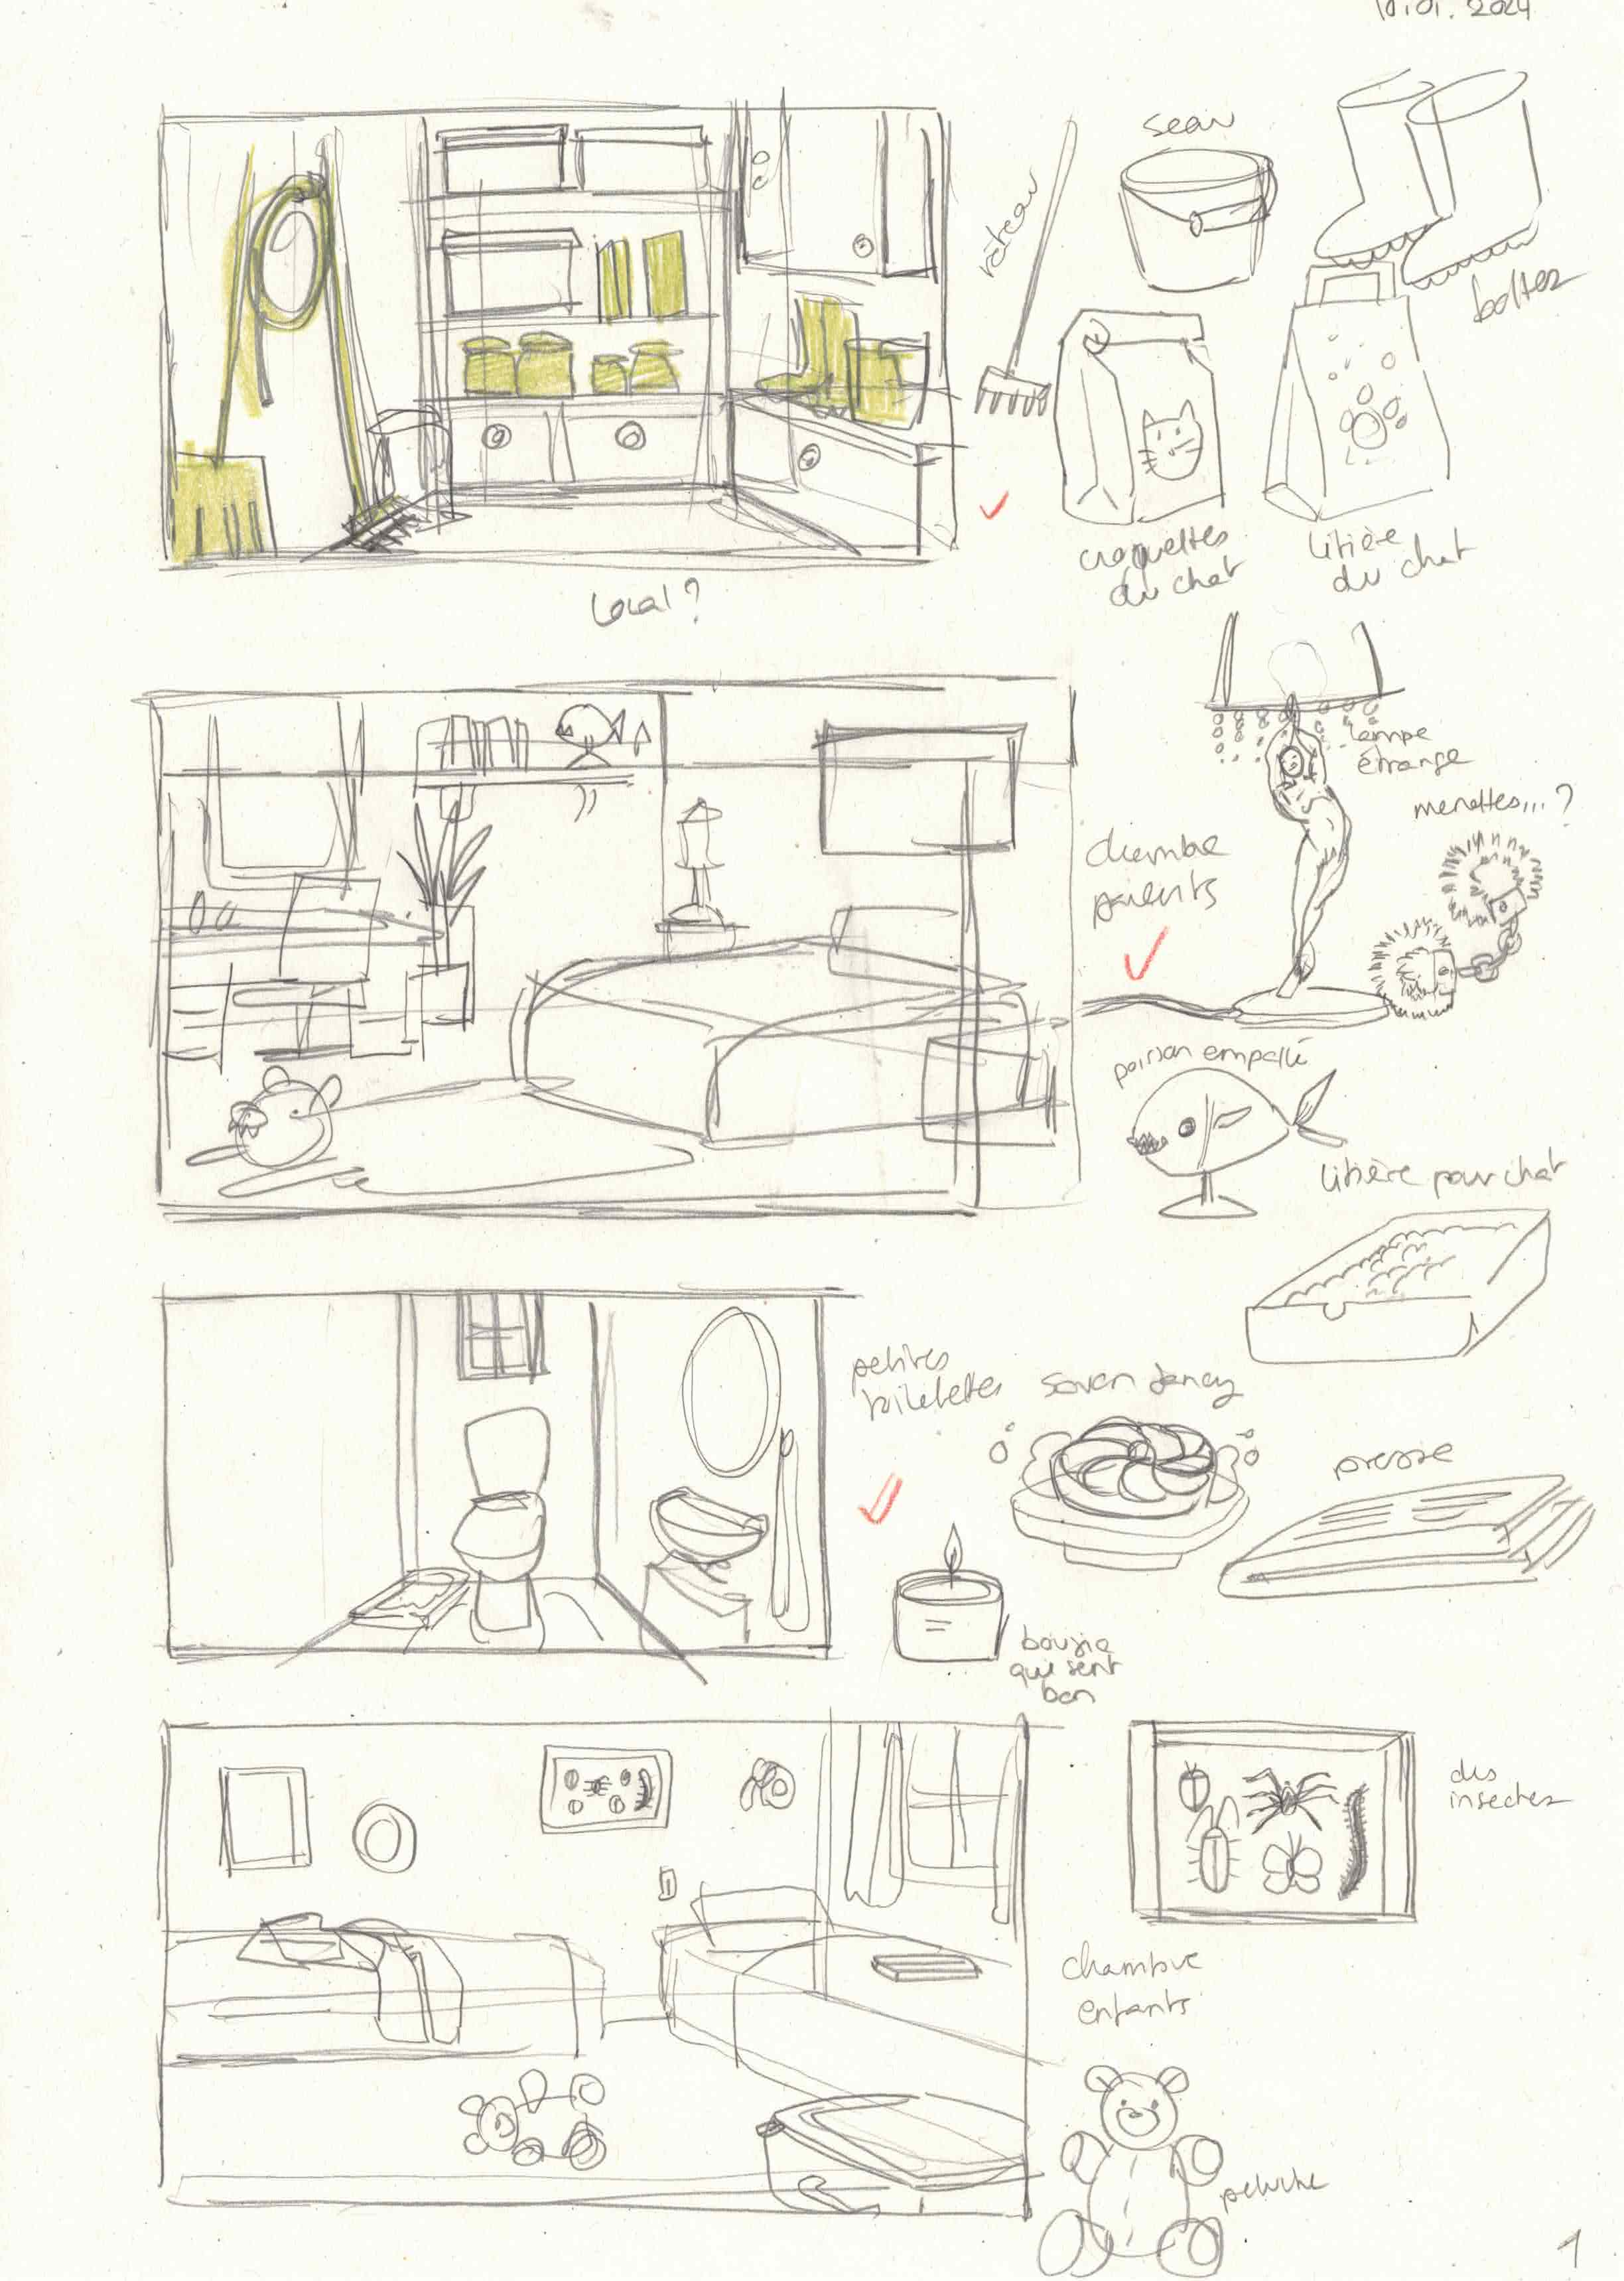 10.01.2024
seau
râteau
bottes
croquettes
du chat
litière
du chat
Local?
lampe
étrange
menottes...?
chambre
parents
poisson empaillé
litière pour chat
petites
toilettes
savon fancy
presse
bougie
qui sent
bon
des
insectes
chambre
enfants
peluche
1